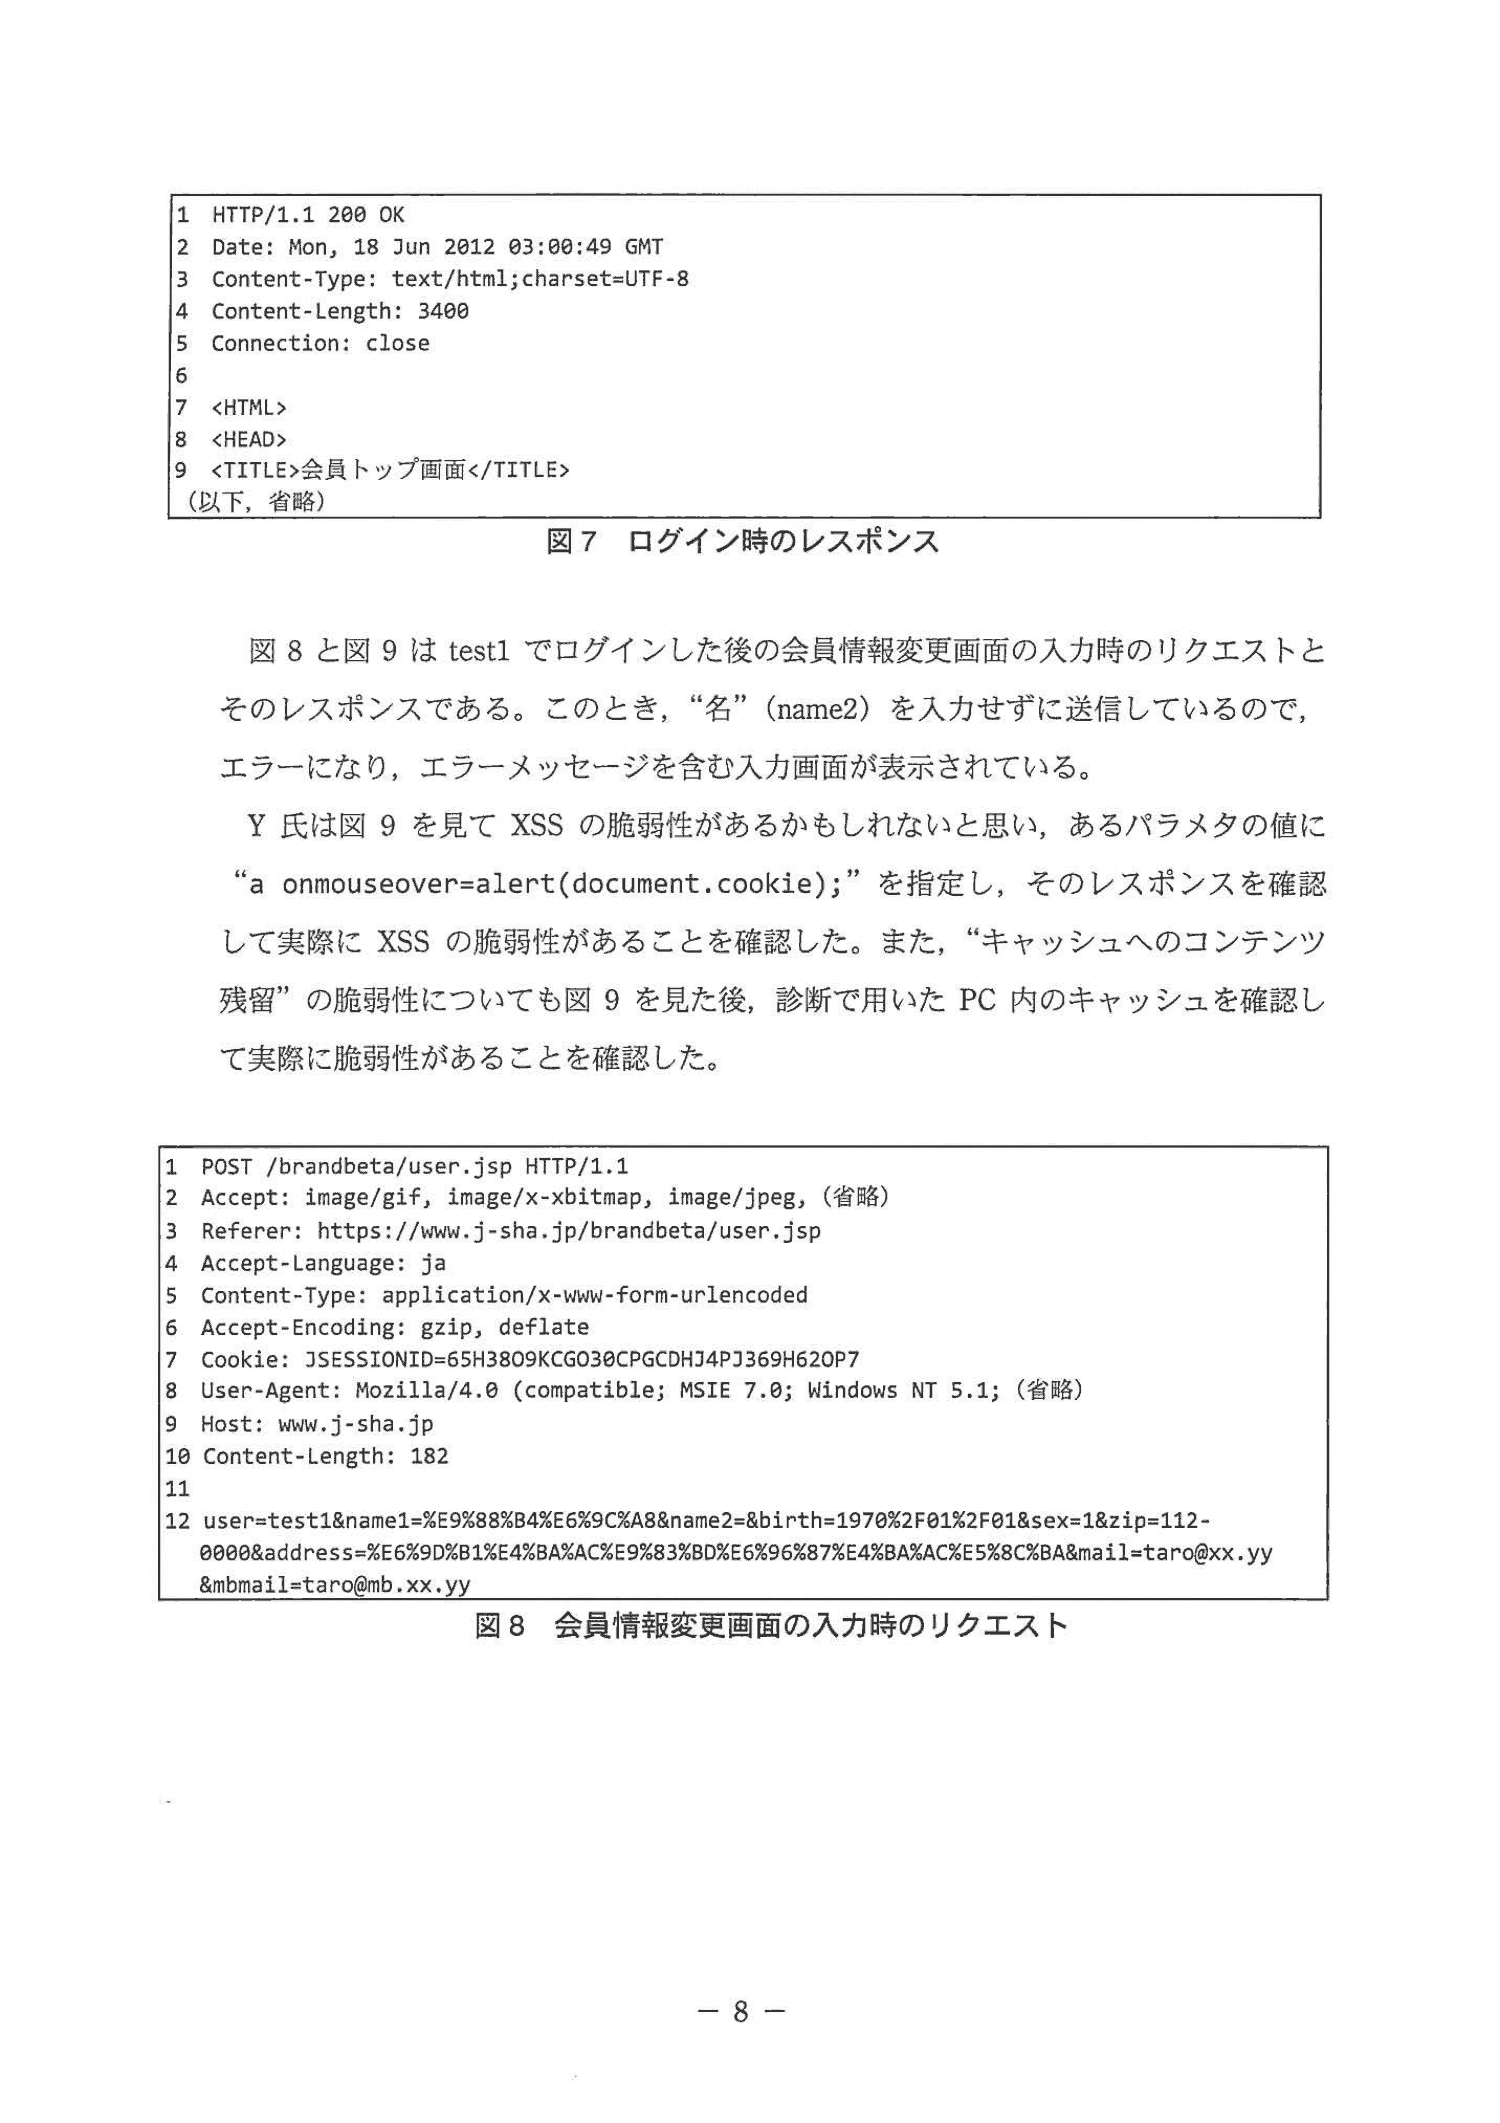 1 HTTP/1.1 200 OK
2 Date: Mon, 18 Jun 2012 03:00:49 GMT
3 Content-Type: text/html;charset=UTF-8
4 Content-Length: 3400
5 Connection: close
6
7 <HTML>
8 <HEAD>
9 <TITLE>会員トップ画面</TITLE>
（以下，省略）
図7　ログイン時のレスポンス
図 8 と図 9 は test1 でログインした後の会員情報変更画面の入力時のリクエストと
そのレスポンスである。このとき，“名”（name2）を入力せずに送信しているので，
エラーになり，エラーメッセージを含む入力画面が表示されている。
Y 氏は図 9 を見て XSS の脆弱性があるかもしれないと思い，あるパラメタの値に
“a onmouseover=alert(document.cookie);” を指定し，そのレスポンスを確認
して実際に XSS の脆弱性があることを確認した。また，“キャッシュへのコンテンツ
残留” の脆弱性についても図 9 を見た後，診断で用いた PC 内のキャッシュを確認し
て実際に脆弱性があることを確認した。
1 POST /brandbeta/user.jsp HTTP/1.1
2 Accept: image/gif, image/x-xbitmap, image/jpeg,（省略）
3 Referer: https://www.j-sha.jp/brandbeta/user.jsp
4 Accept-Language: ja
5 Content-Type: application/x-www-form-urlencoded
6 Accept-Encoding: gzip, deflate
7 Cookie: JSESSIONID=65H38O9KCGO30CPGCDHJ4PJ369H62OP7
8 User-Agent: Mozilla/4.0 (compatible; MSIE 7.0; Windows NT 5.1;（省略）
9 Host: www.j-sha.jp
10 Content-Length: 182
11
12 user=test1&name1=%E9%88%B4%E6%9C%A8&name2=&birth=1970%2F01%2F01&sex=1&zip=112-
0000&address=%E6%9D%B1%E4%BA%AC%E9%83%BD%E6%96%87%E4%BA%AC%E5%8C%BA&mail=taro@xx.yy
&mbmail=taro@mb.xx.yy
図8　会員情報変更画面の入力時のリクエスト
－ 8 －